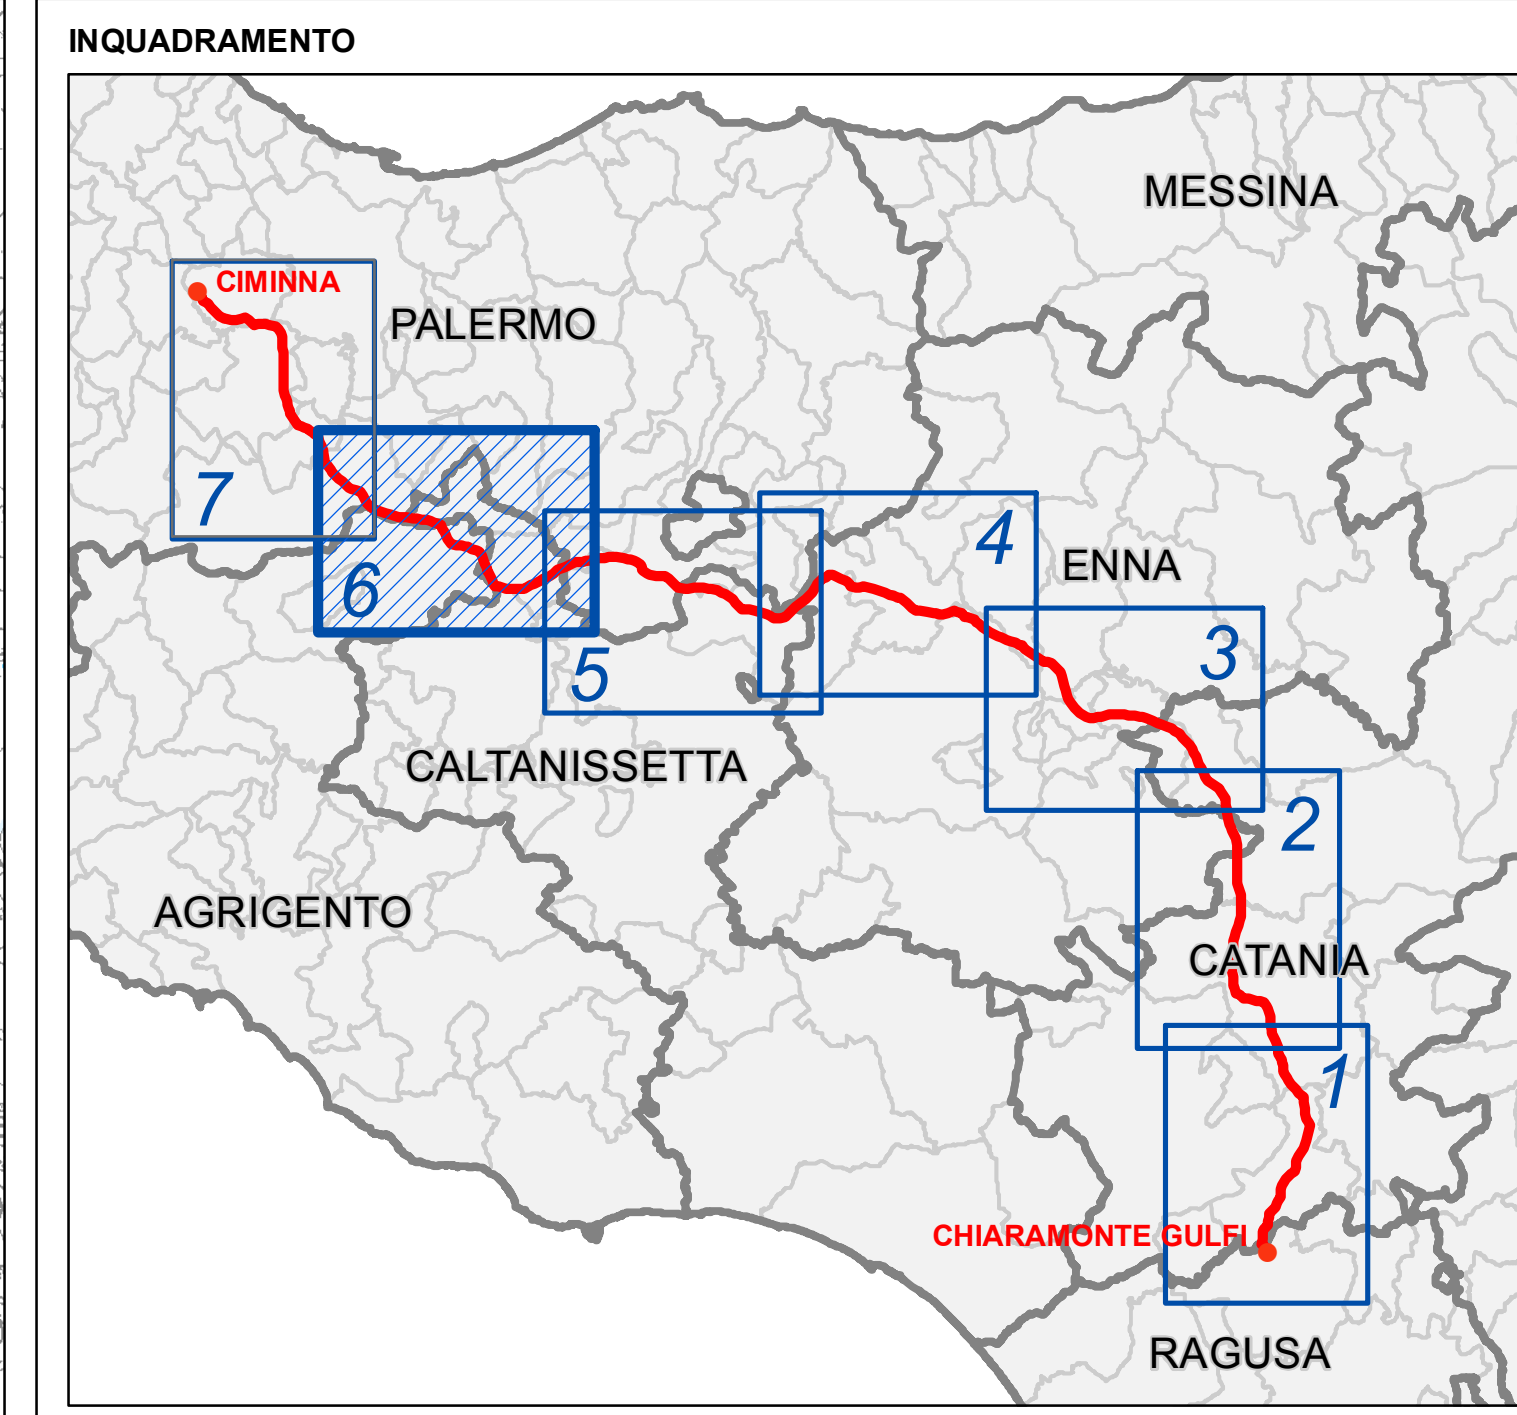 INQUADRAMENTO
MESSINA
CIMINNA
PALERMO
7
4
ENNA
6
3
5
CALTANISSETTA
2
AGRIGENTO
CATANIA
1
CHIARAMONTE GULFI
RAGUSA